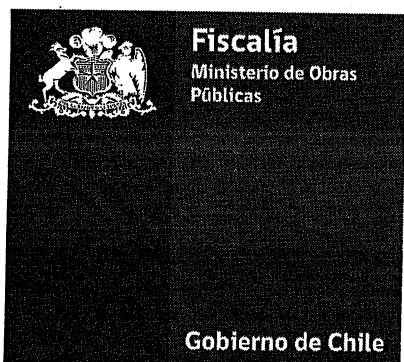 Fiscalía
Ministerio de Obras
Públicas
Gobierno de Chile